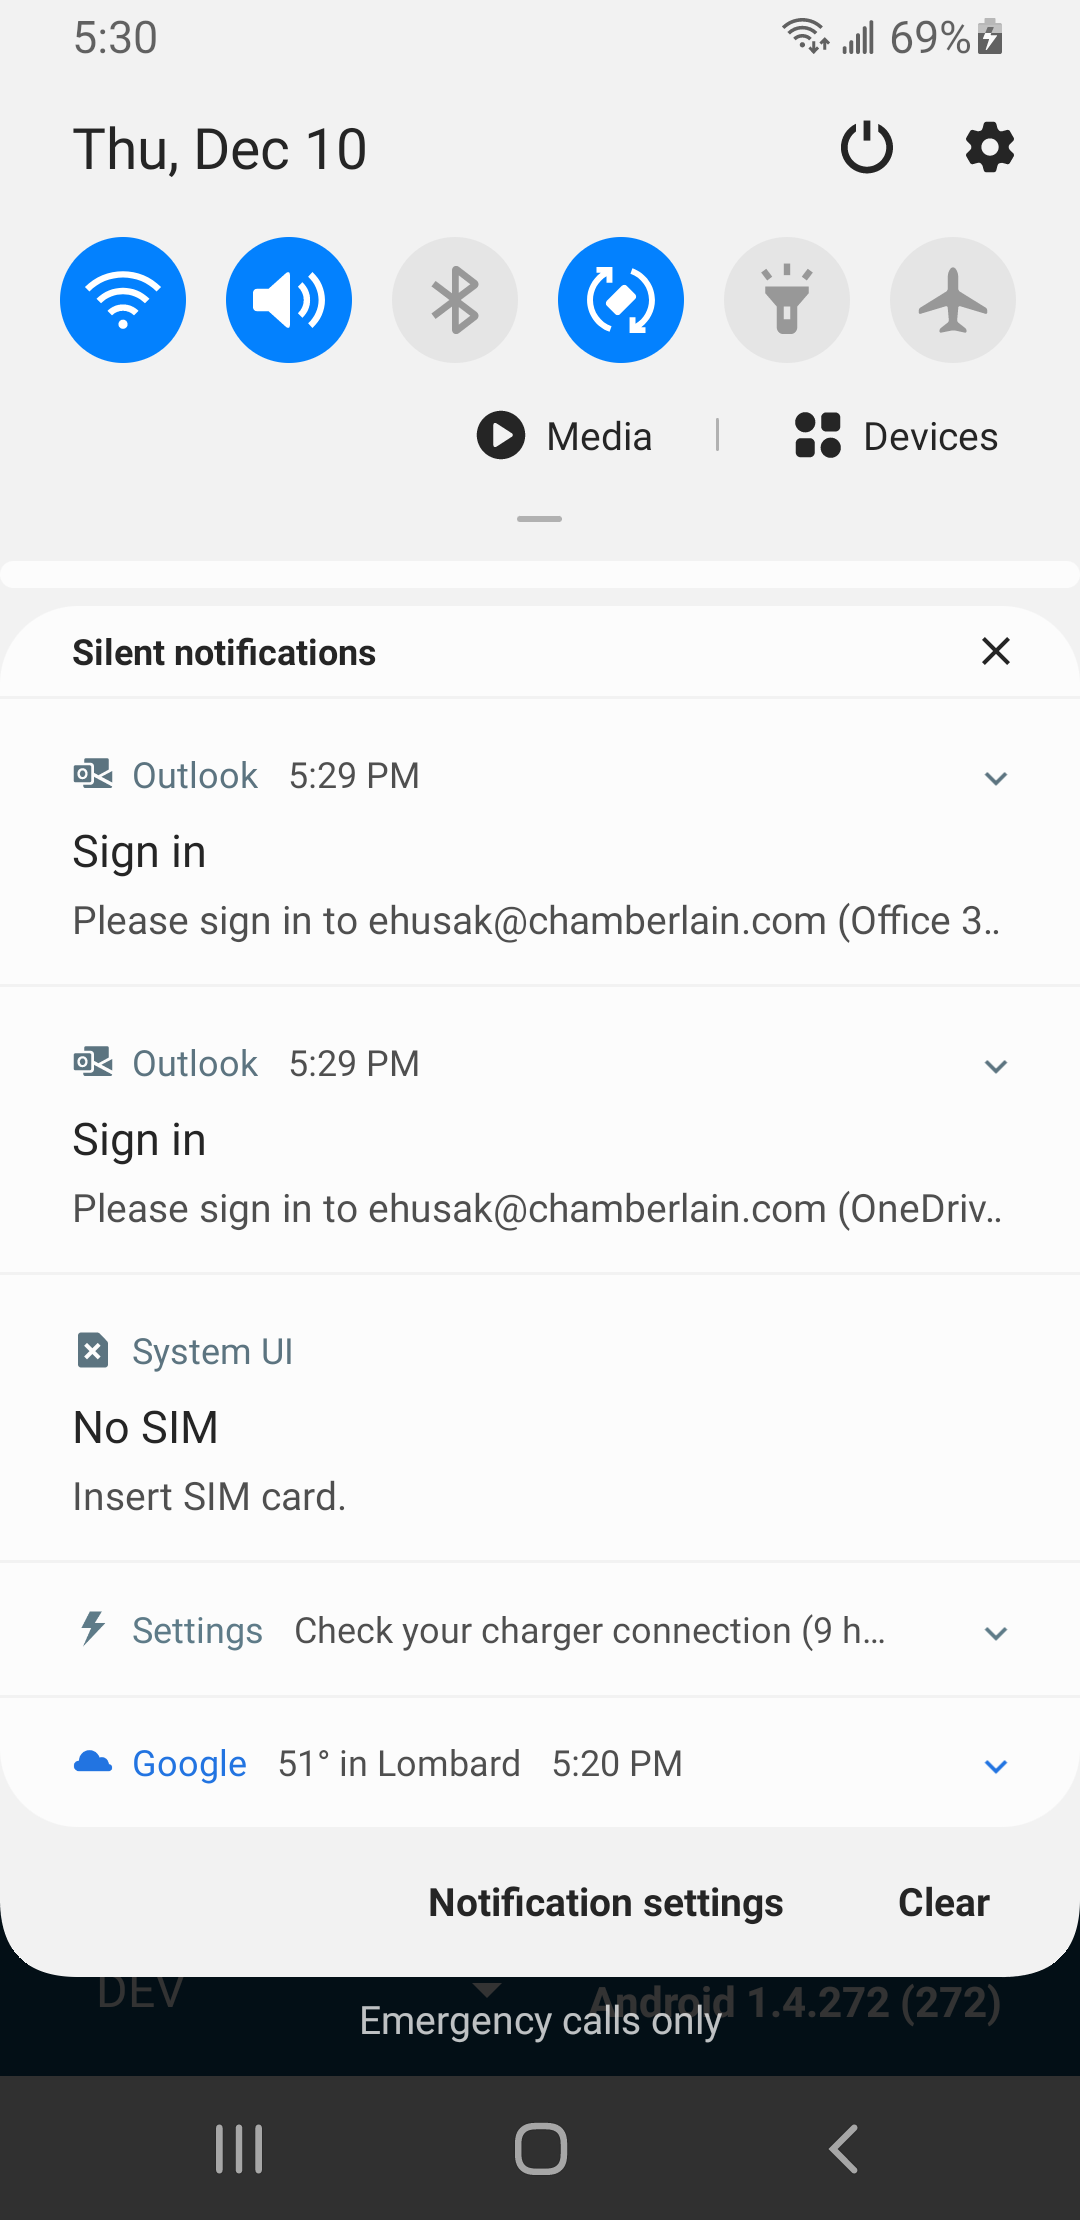 5:30 69%
Thu, Dec 10
Media | Devices
Silent notifications
Outlook 5:29 PM
Sign in
Please sign in to ehusak@chamberlain.com (Office 3..
Outlook 5:29 PM
Sign in
Please sign in to ehusak@chamberlain.com (OneDriv..
System UI
No SIM
Insert SIM card.
Settings Check your charger connection (9 h...
Google 51° in Lombard 5:20 PM
Notification settings Clear
DEV Android 1.4.272 (272)
Emergency calls only